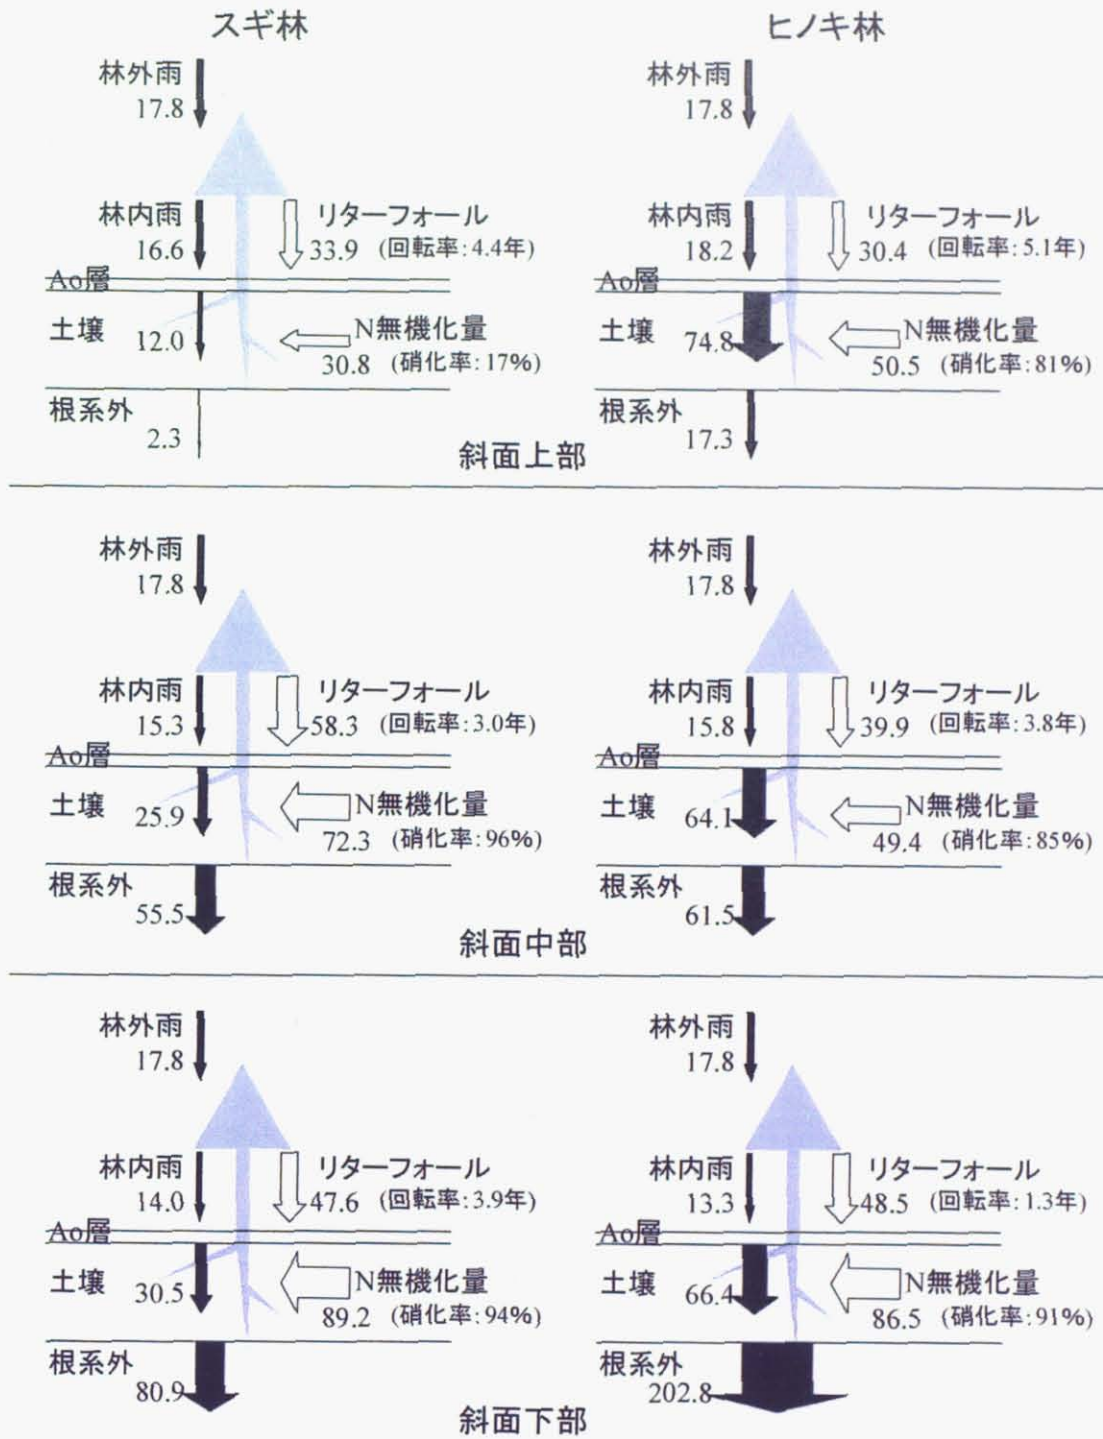 スギ林
ヒノキ林
林外雨
17.8
林内雨
16.6
リターフォール
33.9 (回転率:4.4年)
Ao層
土壌 12.0
N無機化量
30.8 (硝化率:17%)
根系外
2.3
林外雨
17.8
林内雨
18.2
リターフォール
30.4 (回転率:5.1年)
Ao層
土壌 74.8
N無機化量
50.5 (硝化率:81%)
根系外
17.3
斜面上部
林外雨
17.8
林内雨
15.3
リターフォール
58.3 (回転率:3.0年)
Ao層
土壌 25.9
N無機化量
72.3 (硝化率:96%)
根系外
55.5
林外雨
17.8
林内雨
15.8
リターフォール
39.9 (回転率:3.8年)
Ao層
土壌 64.1
N無機化量
49.4 (硝化率:85%)
根系外
61.5
斜面中部
林外雨
17.8
林内雨
14.0
リターフォール
47.6 (回転率:3.9年)
Ao層
土壌 30.5
N無機化量
89.2 (硝化率:94%)
根系外
80.9
林外雨
17.8
林内雨
13.3
リターフォール
48.5 (回転率:1.3年)
Ao層
土壌 66.4
N無機化量
86.5 (硝化率:91%)
根系外
202.8
斜面下部